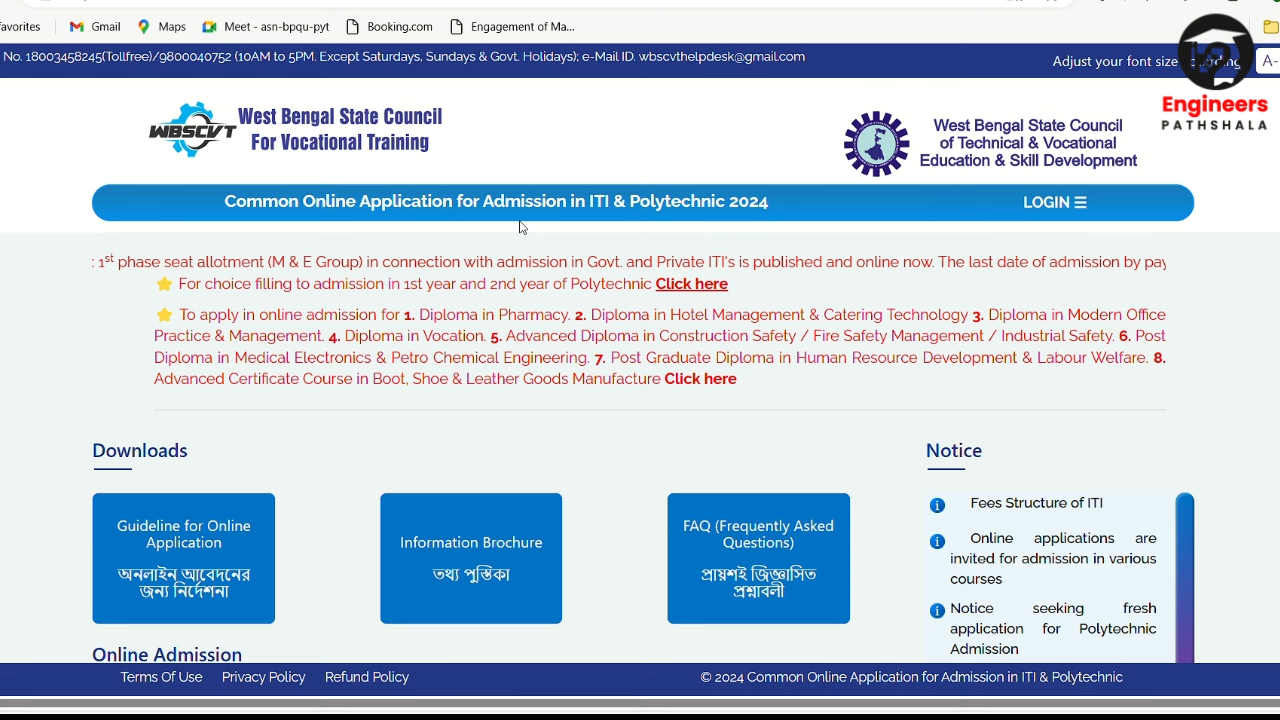 avorites Gmail Maps Meet - asn-bpqu-pyt Booking.com Engagement of Ma...
No. 18003458245(Tollfree)/9800040752 (10AM to 5PM. Except Saturdays, Sundays & Govt. Holidays); e-Mail ID. wbscvthelpdesk@gmail.com
Adjust your font size A-
Engineers
PATHSHALA
WBSCVT
West Bengal State Council
For Vocational Training
West Bengal State Council
of Technical & Vocational
Education & Skill Development
Common Online Application for Admission in ITI & Polytechnic 2024 LOGIN ☰
: 1st phase seat allotment (M & E Group) in connection with admission in Govt. and Private ITI's is published and online now. The last date of admission by pay
For choice filling to admission in 1st year and 2nd year of Polytechnic Click here
To apply in online admission for 1. Diploma in Pharmacy. 2. Diploma in Hotel Management & Catering Technology 3. Diploma in Modern Office
Practice & Management. 4. Diploma in Vocation. 5. Advanced Diploma in Construction Safety / Fire Safety Management / Industrial Safety. 6. Post
Diploma in Medical Electronics & Petro Chemical Engineering. 7. Post Graduate Diploma in Human Resource Development & Labour Welfare. 8.
Advanced Certificate Course in Boot, Shoe & Leather Goods Manufacture Click here
Downloads
Notice
Guideline for Online
Application
অনলাইন আবেদনের
জন্য নির্দেশনা
Information Brochure
তথ্য পুস্তিকা
FAQ (Frequently Asked
Questions)
প্রায়শই জিজ্ঞাসিত
প্রশ্নাবলী
Fees Structure of ITI
Online applications are
invited for admission in various
courses
Notice seeking fresh
application for Polytechnic
Admission
Online Admission
Terms Of Use Privacy Policy Refund Policy
© 2024 Common Online Application for Admission in ITI & Polytechnic